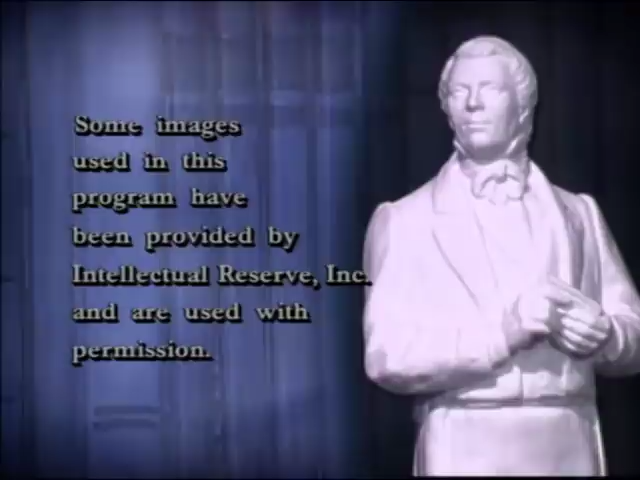 Some images
used in this
program have
been provided by
Intellectual Reserve, Inc.
and are used with
permission.